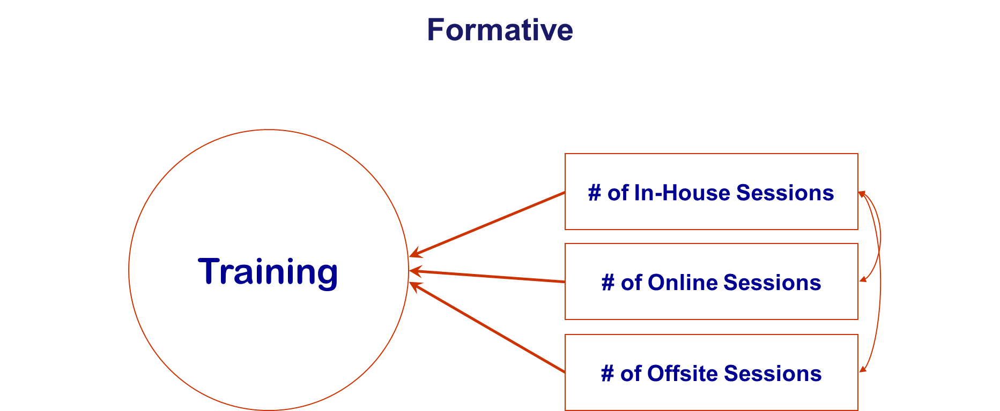 Formative
# of In-House Sessions
Training
# of Online Sessions
# of Offsite Sessions